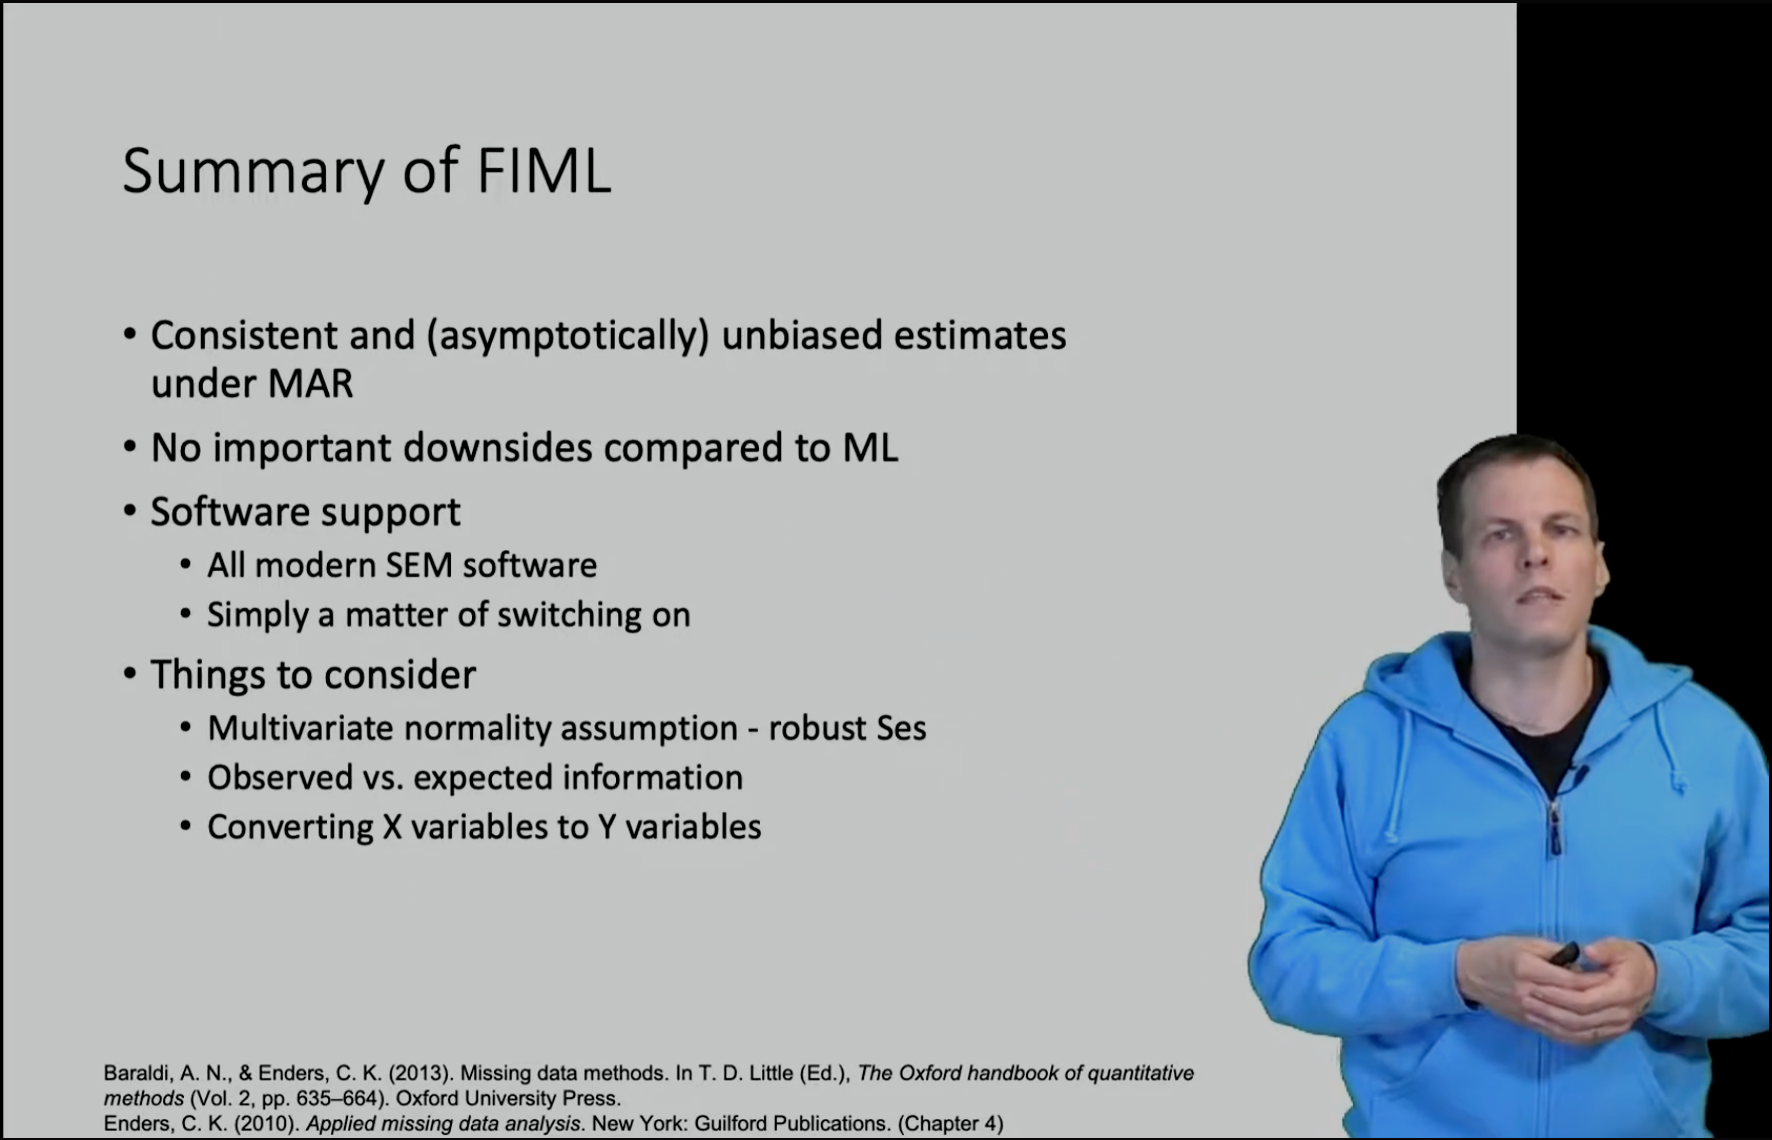 Summary of FIML
• Consistent and (asymptotically) unbiased estimates
under MAR
• No important downsides compared to ML
• Software support
• All modern SEM software
• Simply a matter of switching on
• Things to consider
• Multivariate normality assumption - robust Ses
• Observed vs. expected information
• Converting X variables to Y variables
Baraldi, A. N., & Enders, C. K. (2013). Missing data methods. In T. D. Little (Ed.), The Oxford handbook of quantitative
methods (Vol. 2, pp. 635–664). Oxford University Press.
Enders, C. K. (2010). Applied missing data analysis. New York: Guilford Publications. (Chapter 4)